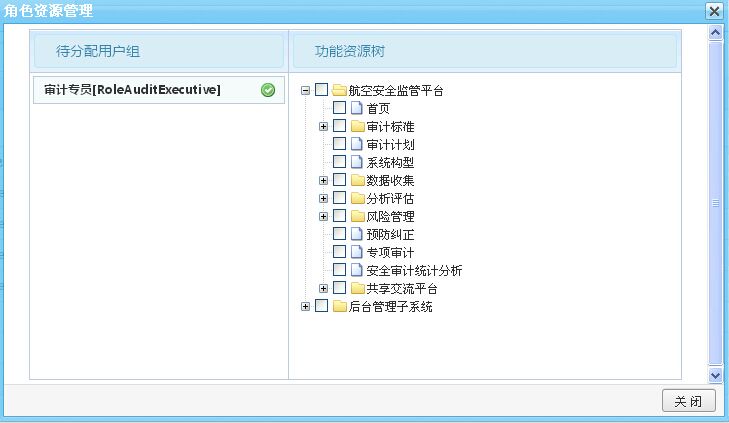 角色资源管理
待分配用户组
功能资源树
审计专员[RoleAuditExecutive]
航空安全监管平台
首页
审计标准
审计计划
系统构型
数据收集
分析评估
风险管理
预防纠正
专项审计
安全审计统计分析
共享交流平台
后台管理子系统
关 闭